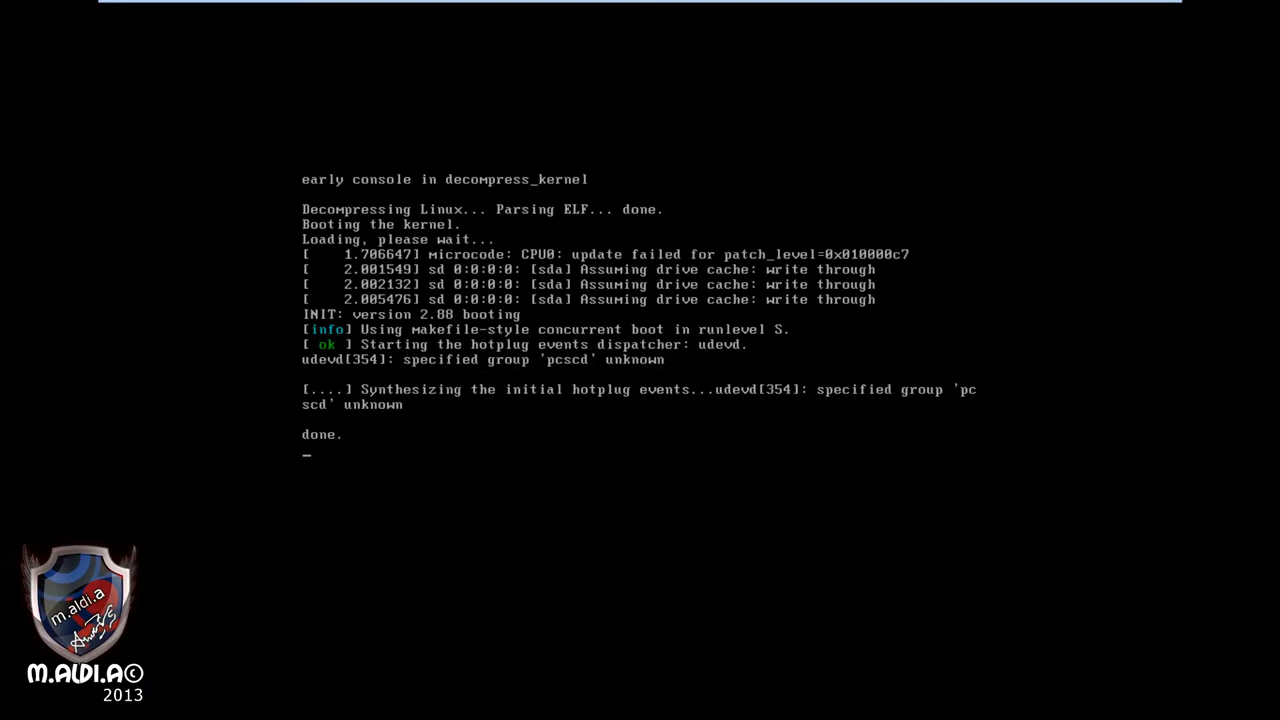 early console in decompress_kernel
Decompressing Linux... Parsing ELF... done.
Booting the kernel.
Loading, please wait...
[    1.706647] microcode: CPU0: update failed for patch_level=0x010000c7
[    2.001549] sd 0:0:0:0: [sda] Assuming drive cache: write through
[    2.002132] sd 0:0:0:0: [sda] Assuming drive cache: write through
[    2.005476] sd 0:0:0:0: [sda] Assuming drive cache: write through
INIT: version 2.88 booting
[info] Using makefile-style concurrent boot in runlevel S.
[ ok ] Starting the hotplug events dispatcher: udevd.
udevd[354]: specified group 'pcscd' unknown
[....] Synthesizing the initial hotplug events...udevd[354]: specified group 'pc
scd' unknown
done.
_
m.aldi.a
M.ALDI.A©
2013